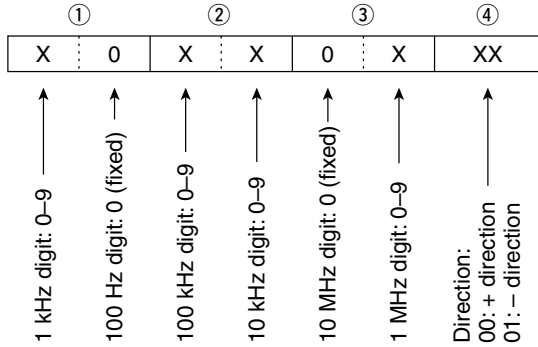 ① ② ③ ④
X 0 X X 0 X XX
1 kHz digit: 0–9
100 Hz digit: 0 (fixed)
100 kHz digit: 0–9
10 kHz digit: 0–9
10 MHz digit: 0 (fixed)
1 MHz digit: 0–9
Direction:
00: + direction
01: – direction